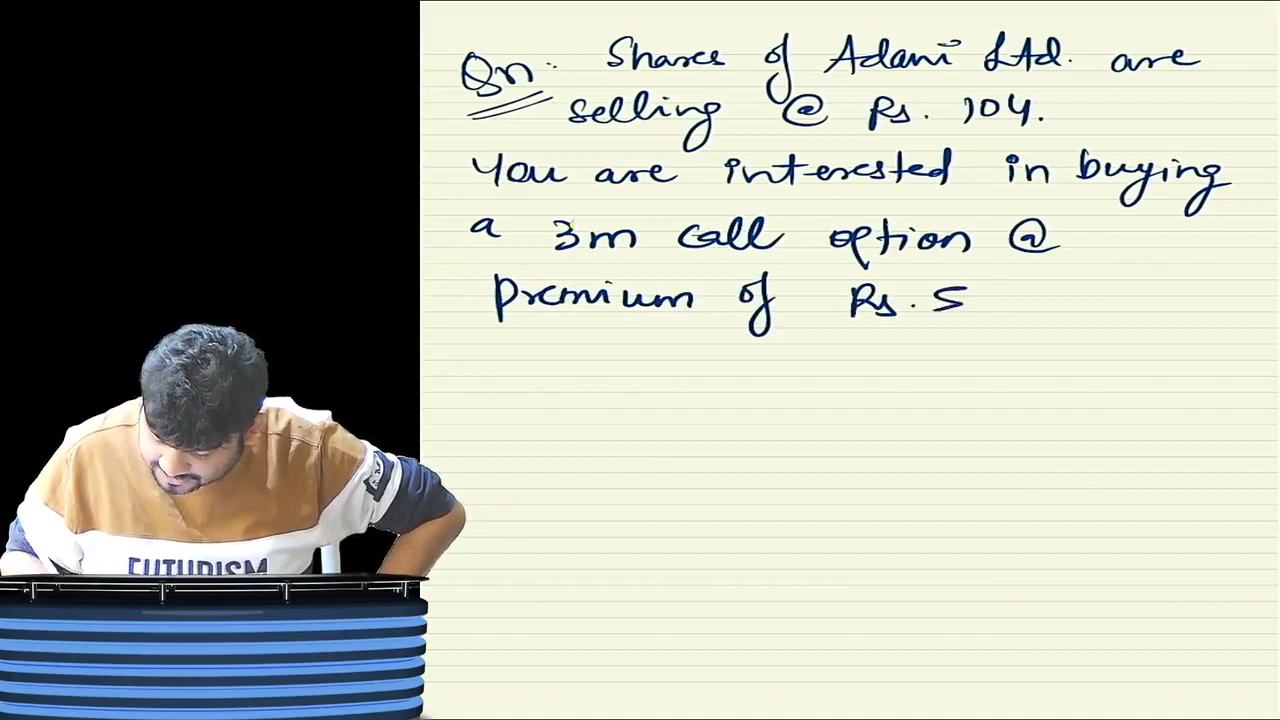 Qn:- Shares of Adani Ltd. are
selling @ Rs. 104.
You are interested in buying
a 3m call option @
premium of Rs. 5
FUTURISM